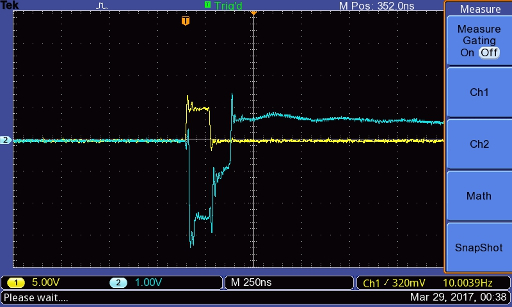 Tek Trig'd M Pos: 352.0ns Measure
T
Measure
Gating
On Off
Ch1
2
Ch2
Math
SnapShot
1 5.00V 2 1.00V M 250ns Ch1 / 320mV 10.0039Hz
Please wait.... Mar 29, 2017, 00:38